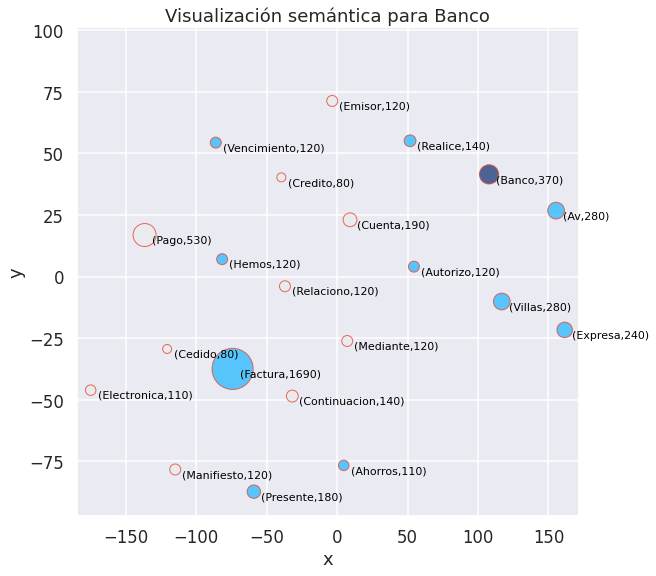 Visualización semántica para Banco
100
75
50
25
0
−25
−50
−75
y
(Emisor,120)
(Vencimiento,120)
(Realice,140)
(Credito,80)
(Banco,370)
(Av,280)
(Cuenta,190)
(Pago,530)
(Hemos,120)
(Autorizo,120)
(Relaciono,120)
(Villas,280)
(Expresa,240)
(Mediante,120)
(Cedido,80)
(Factura,1690)
(Electronica,110)
(Continuacion,140)
(Ahorros,110)
(Manifiesto,120)
(Presente,180)
−150 −100 −50 0 50 100 150
x